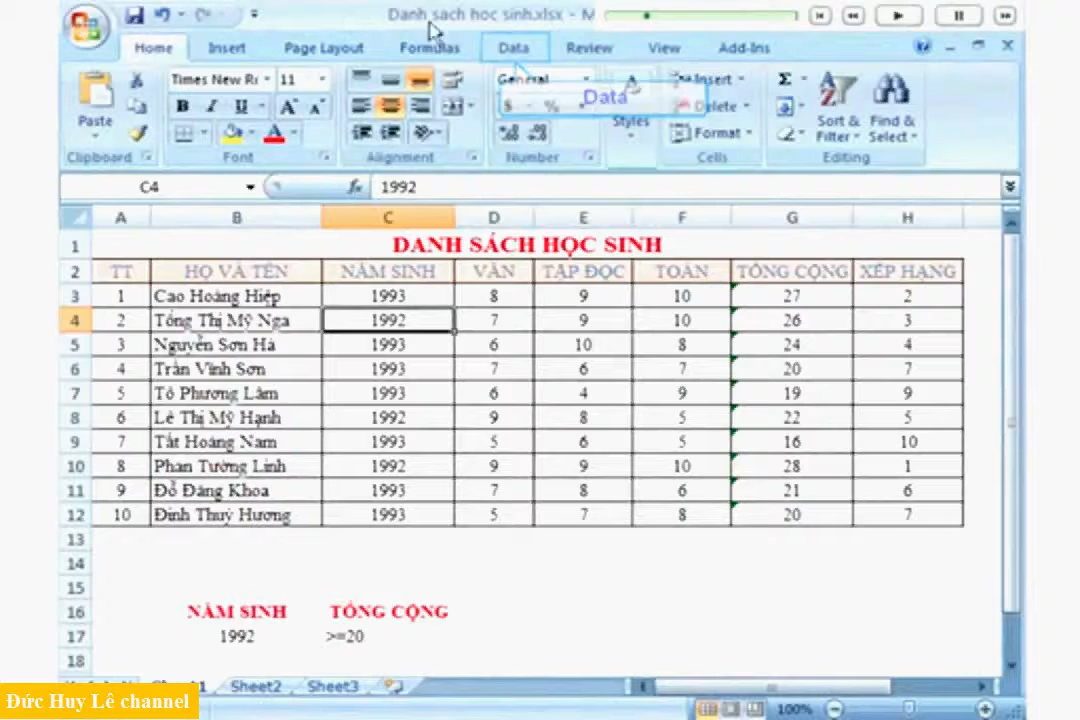 Danh sach hoc sinh.xlsx - M
Home Insert Page Layout Formulas Data Review View Add-Ins
Times New Ro 11 General Insert Σ
B I U A A $ % Data A Delete Sort & Find &
Paste Styles Format Filter Select
Clipboard Font Alignment Number Cells Editing
C4 fx 1992
A B C D E F G H
1 DANH SÁCH HỌC SINH
2 TT HỌ VÀ TÊN NĂM SINH VĂN TẬP ĐỌC TOÁN TỔNG CỘNG XẾP HẠNG
3 1 Cao Hoàng Hiệp 1993 8 9 10 27 2
4 2 Tống Thị Mỹ Nga 1992 7 9 10 26 3
5 3 Nguyễn Sơn Hà 1993 6 10 8 24 4
6 4 Trần Vĩnh Sơn 1993 7 6 7 20 7
7 5 Tô Phương Lâm 1993 6 4 9 19 9
8 6 Lê Thị Mỹ Hạnh 1992 9 8 5 22 5
9 7 Tất Hoàng Nam 1993 5 6 5 16 10
10 8 Phan Tường Linh 1992 9 9 10 28 1
11 9 Đỗ Đăng Khoa 1993 7 8 6 21 6
12 10 Đinh Thuỳ Hương 1993 5 7 8 20 7
13
14
15
16 NĂM SINH TỔNG CỘNG
17 1992 >=20
18
Sheet2 Sheet3
Đức Huy Lê channel
100%